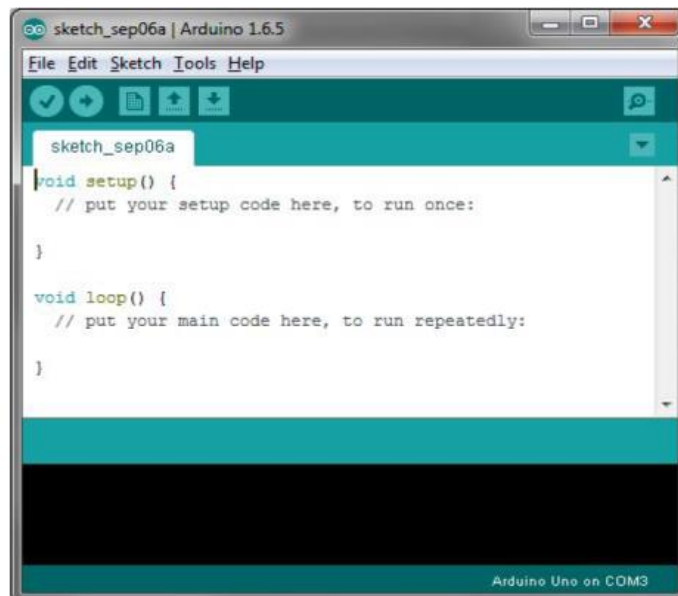 sketch_sep06a | Arduino 1.6.5
File Edit Sketch Tools Help
sketch_sep06a
void setup() {
// put your setup code here, to run once:
}
void loop() {
// put your main code here, to run repeatedly:
}
Arduino Uno on COM3